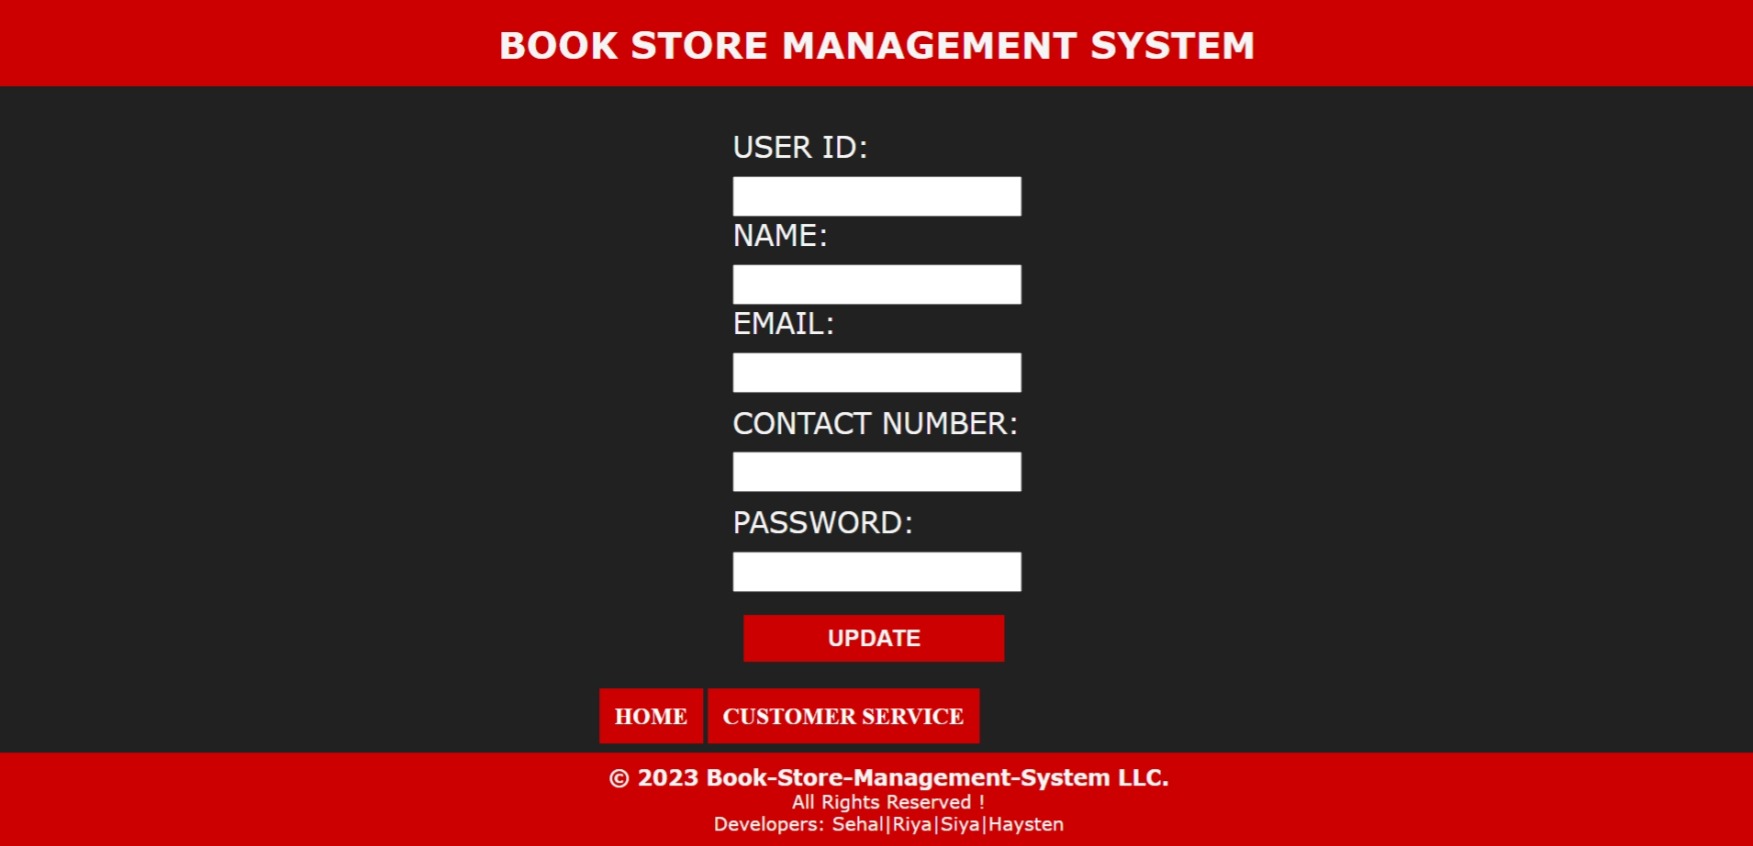 BOOK STORE MANAGEMENT SYSTEM
USER ID:
NAME:
EMAIL:
CONTACT NUMBER:
PASSWORD:
UPDATE
HOME CUSTOMER SERVICE
© 2023 Book-Store-Management-System LLC.
All Rights Reserved !
Developers: Sehal||Riya|Siya|Haysten